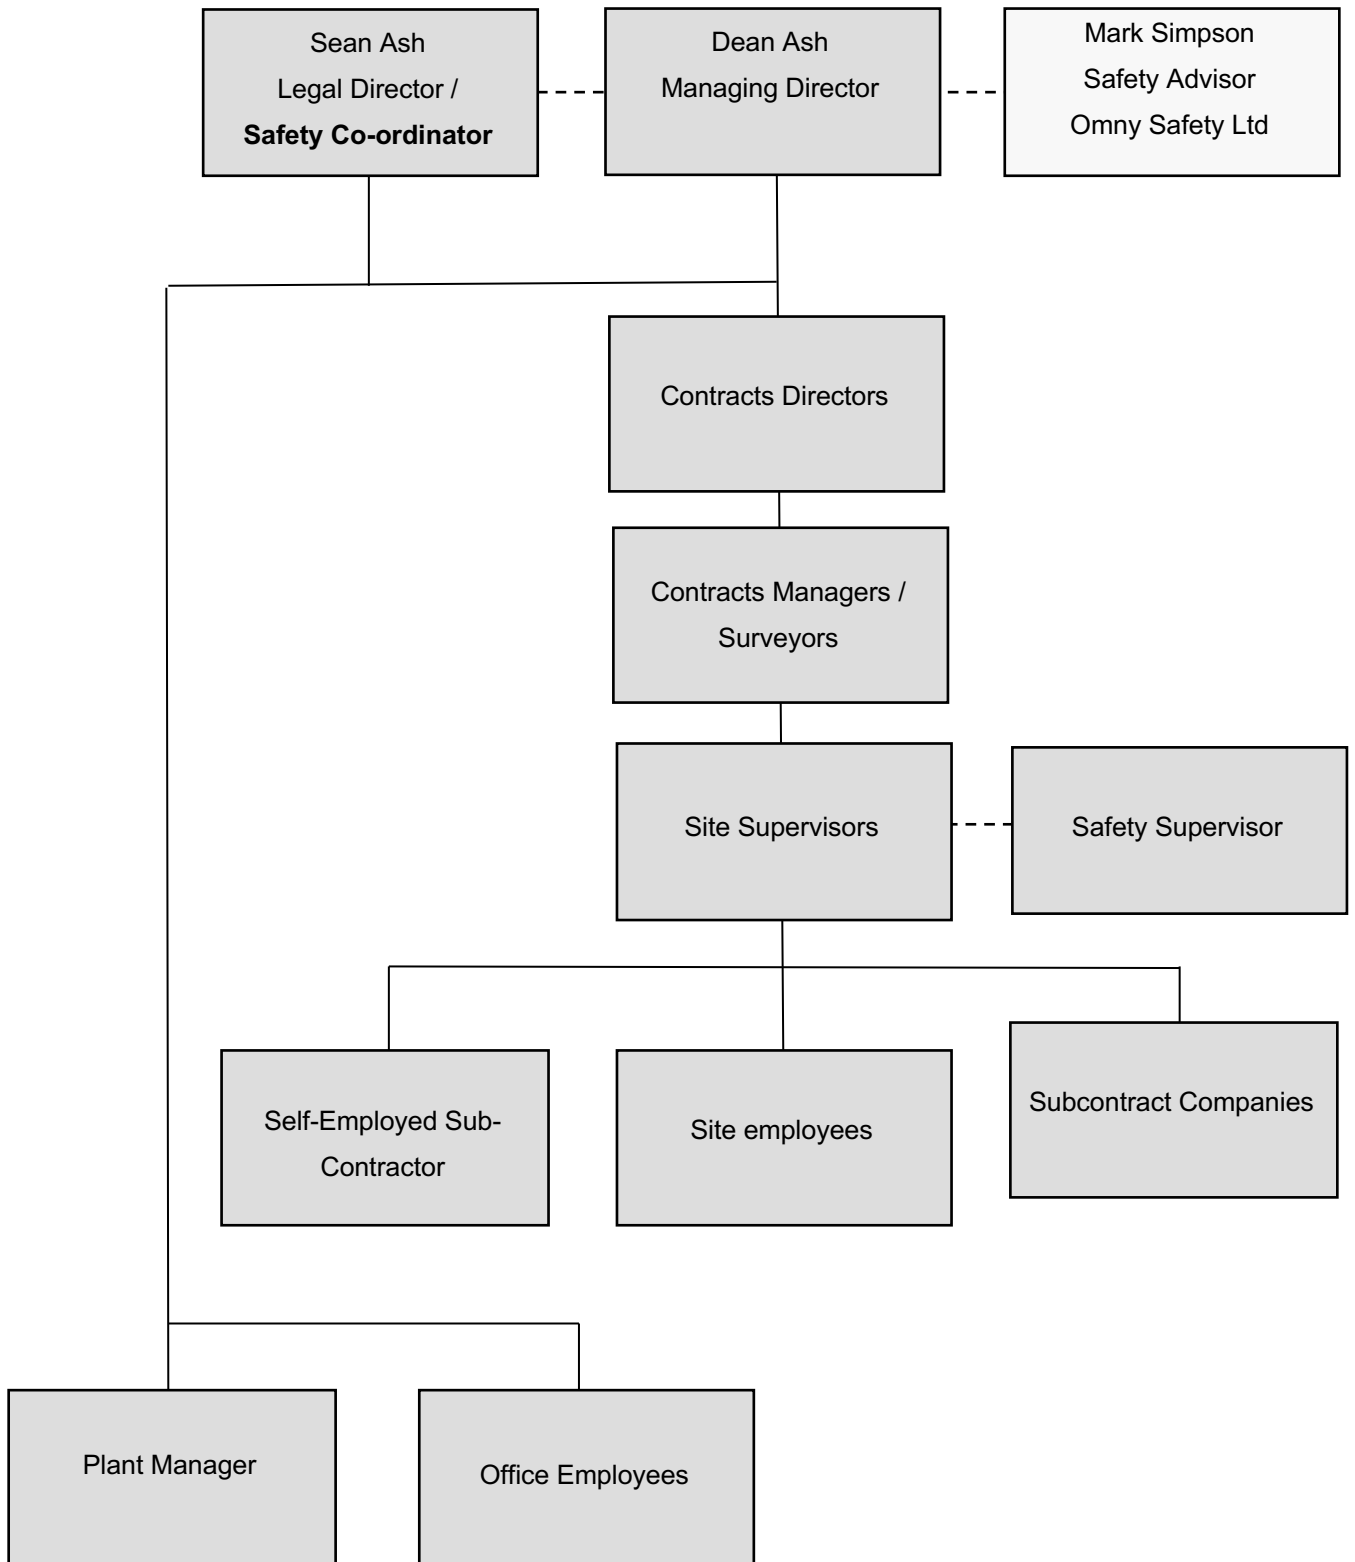 Sean Ash
Legal Director /
Safety Co-ordinator
Dean Ash
Managing Director
Mark Simpson
Safety Advisor
Omny Safety Ltd
Contracts Directors
Contracts Managers /
Surveyors
Site Supervisors
Safety Supervisor
Self-Employed Sub-
Contractor
Site employees
Subcontract Companies
Plant Manager
Office Employees